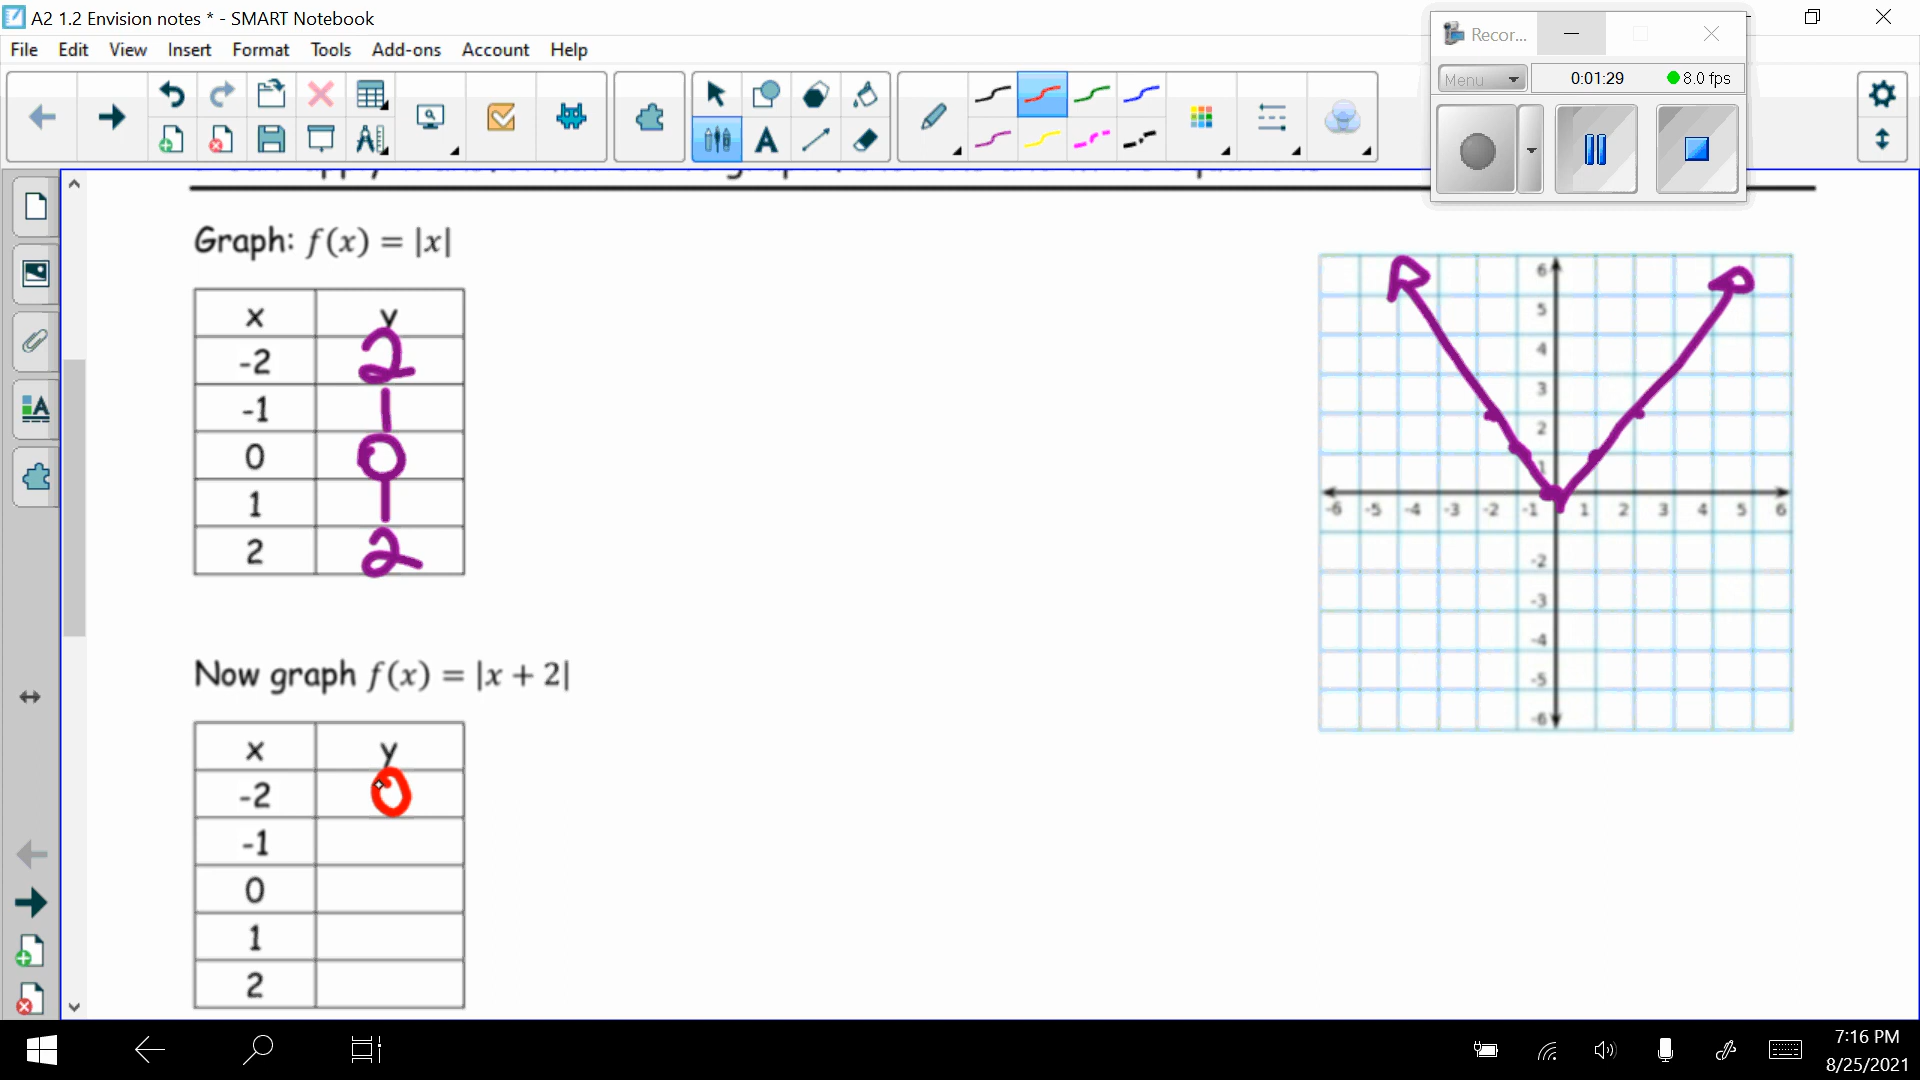 A2 1.2 Envision notes * - SMART Notebook
File Edit View Insert Format Tools Add-ons Account Help
Recor...
Menu 0:01:29 8.0 fps
Graph: f(x) = |x|
x y
-2 2
-1 1
0 0
1 1
2 2
6
5
4
3
2
1
-6 -5 -4 -3 -2 -1 1 2 3 4 5 6
-2
-3
-4
-5
-6
Now graph f(x) = |x + 2|
x y
-2 0
-1
0
1
2
7:16 PM
8/25/2021